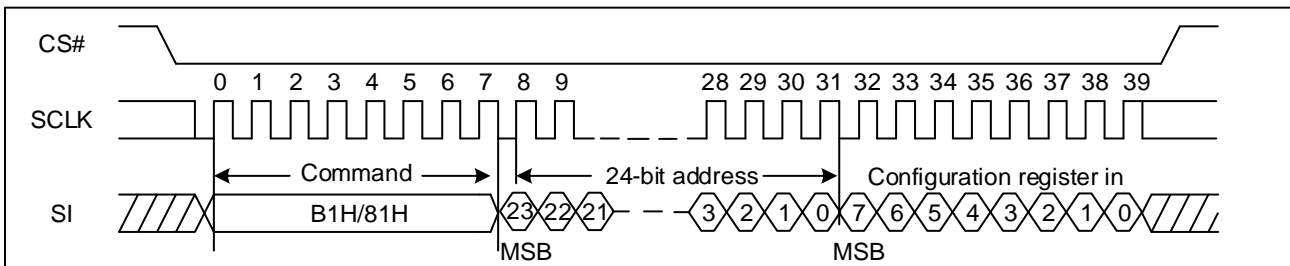 CS#
0 1 2 3 4 5 6 7 8 9 28 29 30 31 32 33 34 35 36 37 38 39
SCLK
Command 24-bit address Configuration register in
SI B1H/81H 23 22 21 3 2 1 0 7 6 5 4 3 2 1 0
MSB MSB